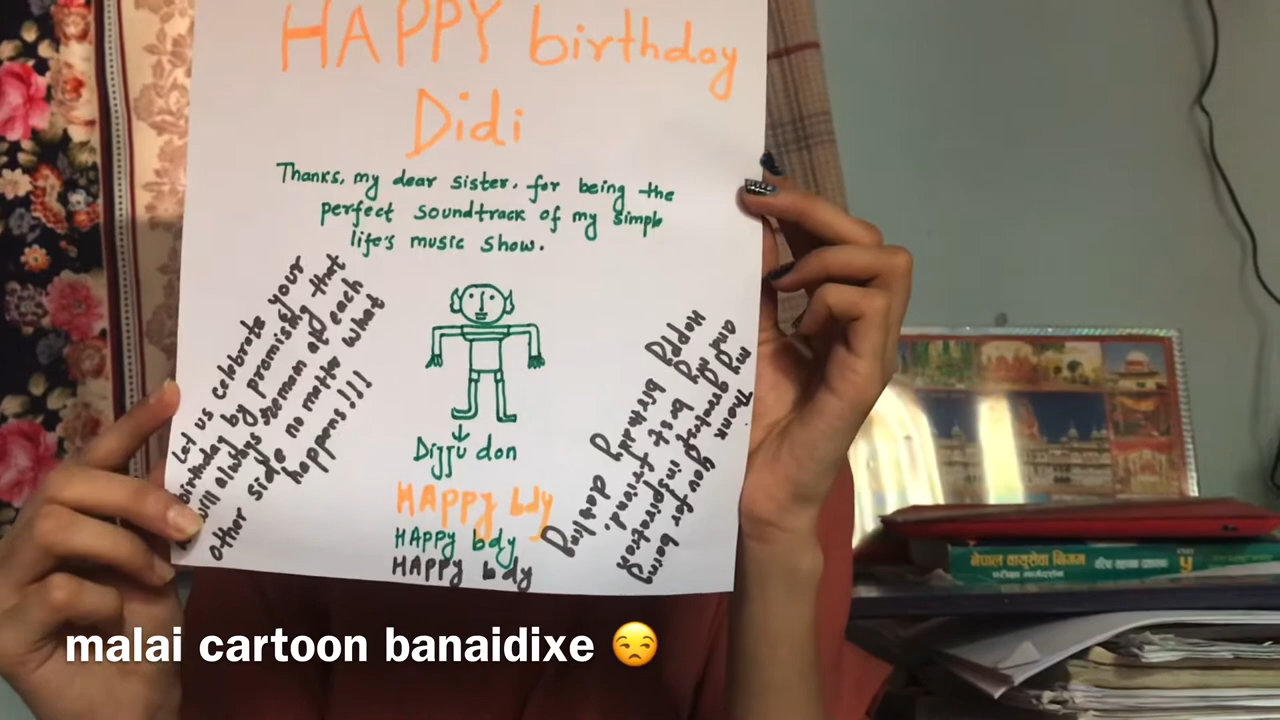 HAPPY birthday
Didi
Thanks, my dear sister, for being the
perfect soundtrack of my simple
life's music show.
Let us celebrate your
birthday by promising that
will always remain at each
other side no matter what
happens!!!
Thank you for being
my greatest inspiration
and my best friend.
Happy birthday
darling
Dijju don
HAPPy bdy
HAPPY bdy
HAPPY bdy
नेपाल वायुसेवा निगम
५
malai cartoon banaidixe 😒